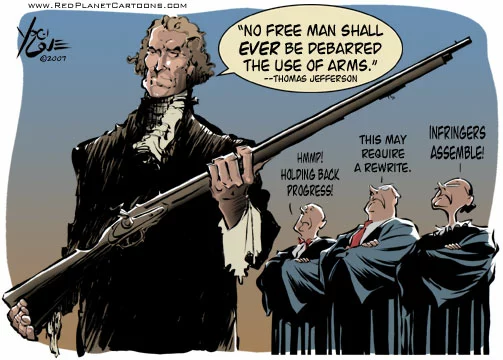 www.RedPlanetCartoons.com
©2007
"NO FREE MAN SHALL
EVER BE DEBARRED
THE USE OF ARMS."
--THOMAS JEFFERSON
HMMP!
HOLDING BACK
PROGRESS!
THIS MAY
REQUIRE
A REWRITE.
INFRINGERS
ASSEMBLE!